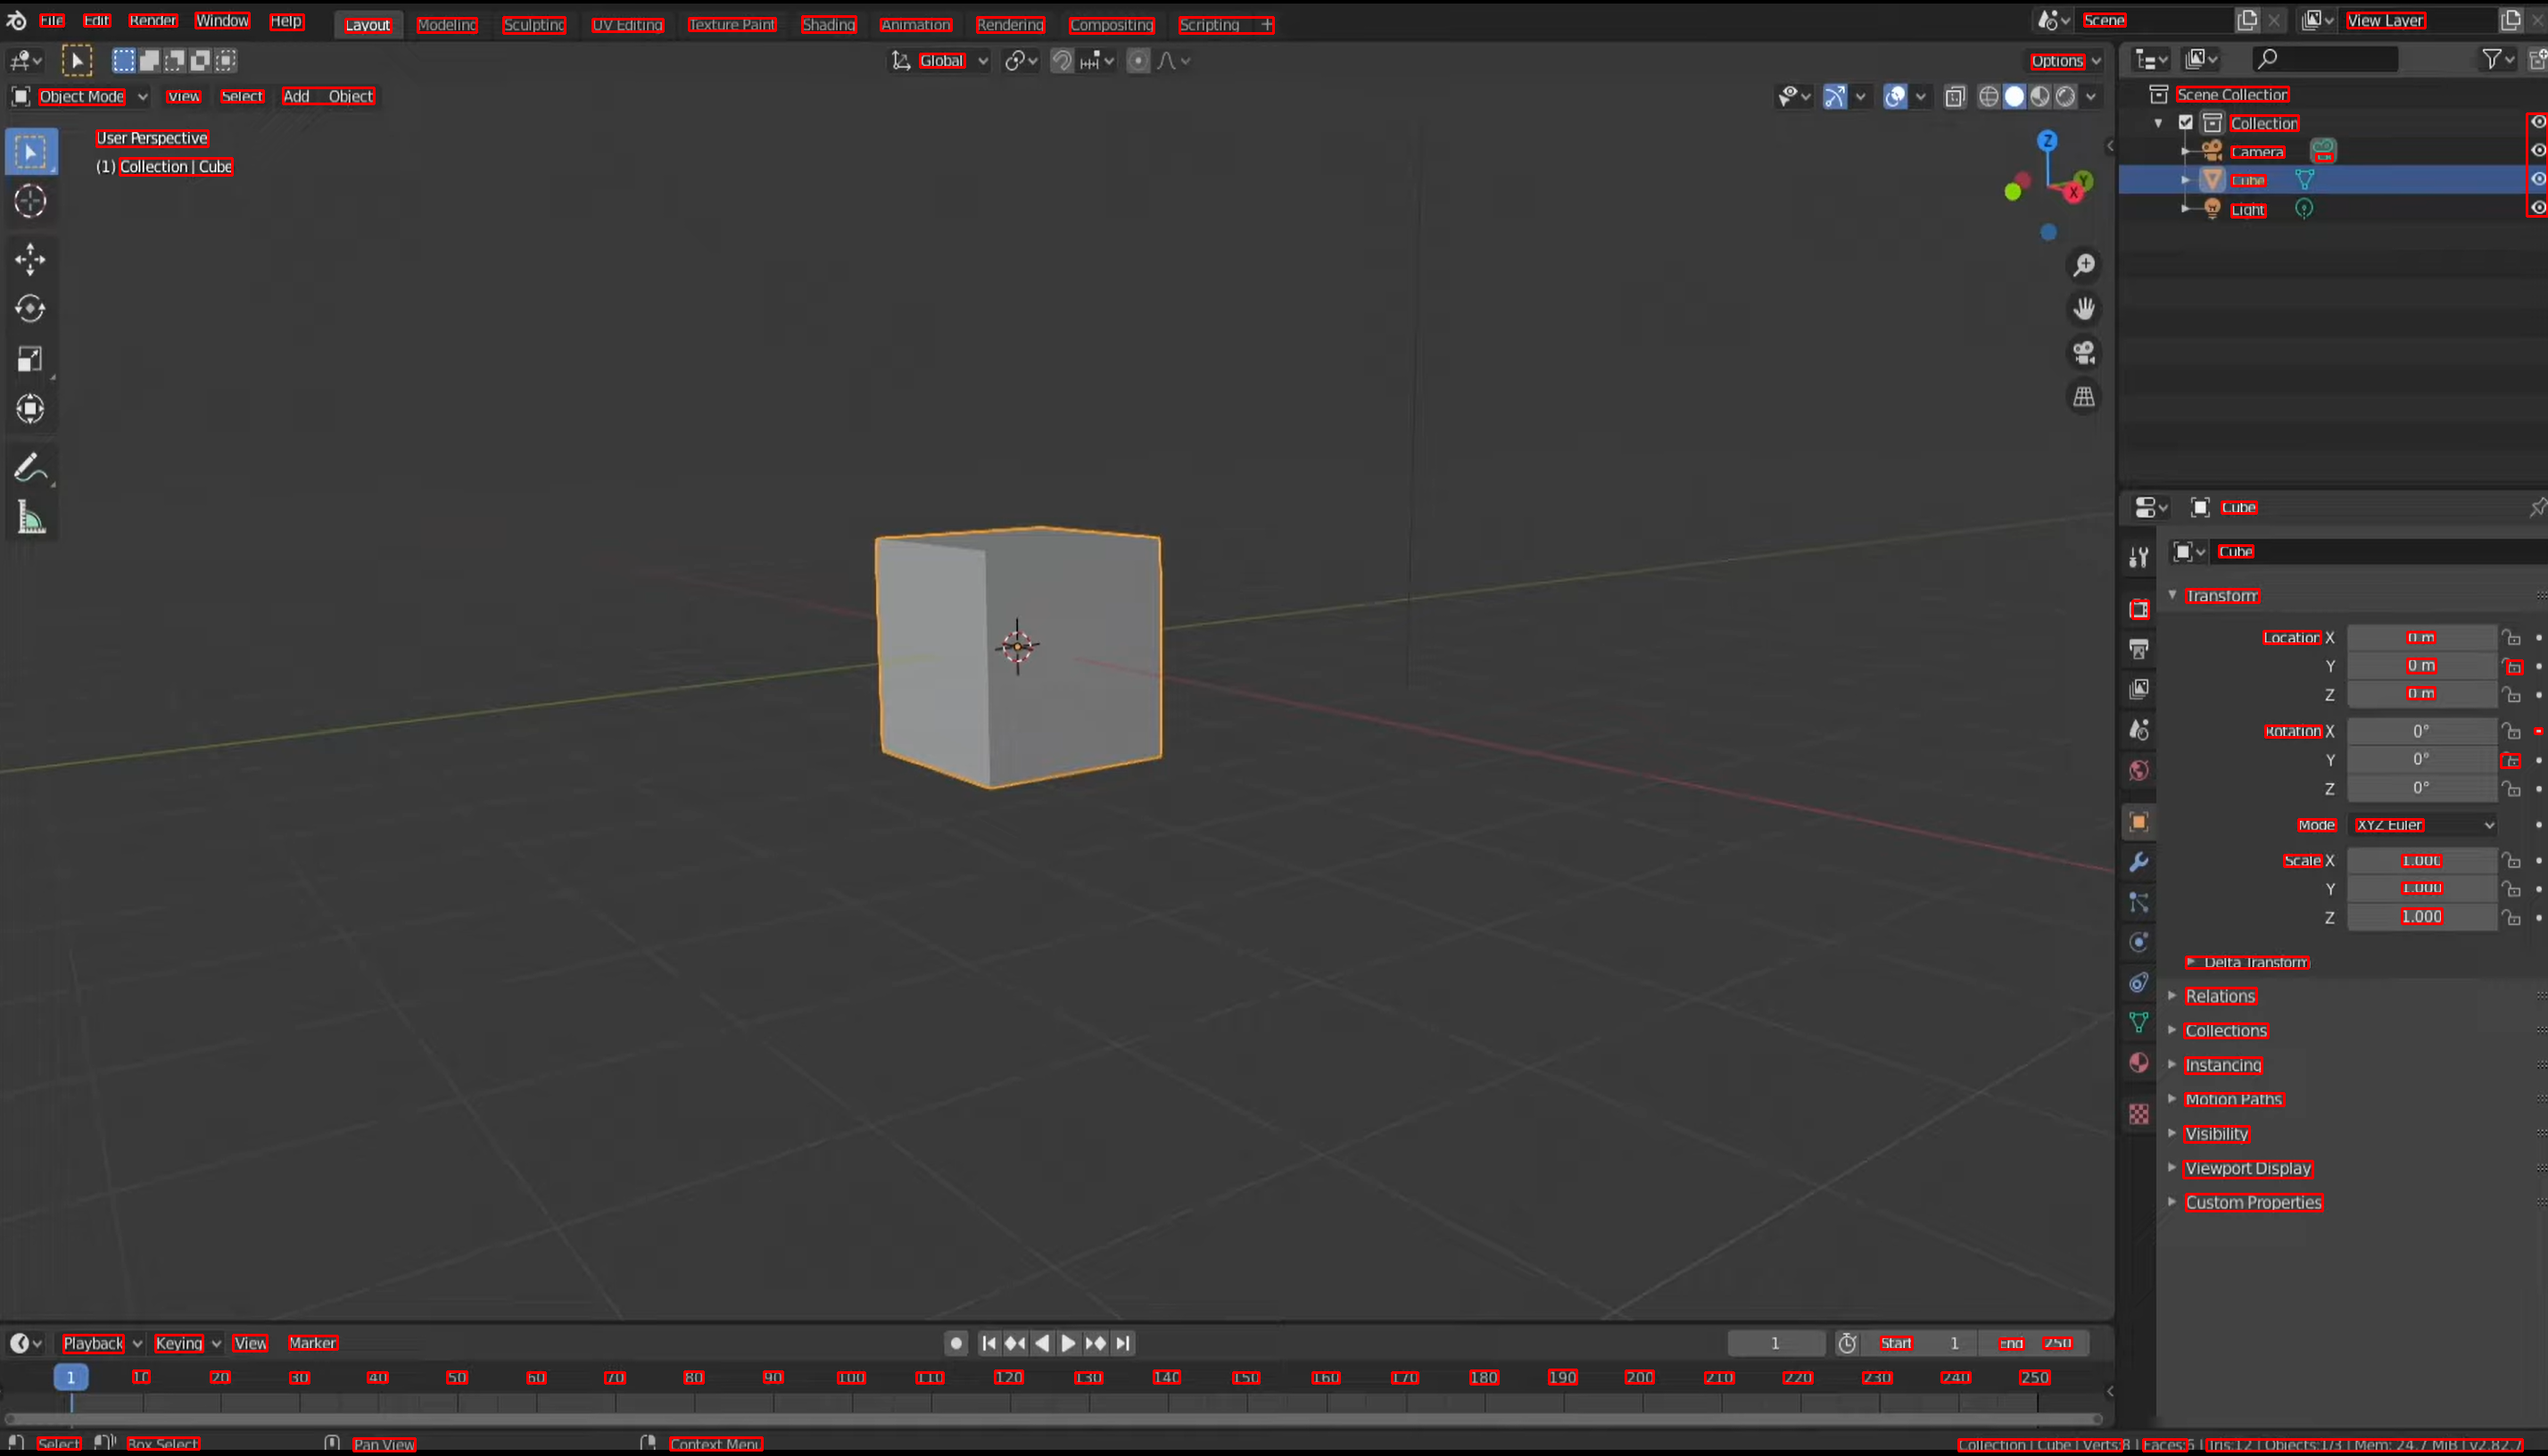 File Edit Render Window Help Layout Modeling Sculpting UV Editing Texture Paint Shading Animation Rendering Compositing Scripting + Scene View Layer
Global Options
Object Mode View Select Add Object
User Perspective
(1) Collection | Cube
Z
Y
X
Scene Collection
Collection
Camera
Cube
Light
Cube
Cube
Transform
Location X 0 m
Y 0 m
Z 0 m
Rotation X 0°
Y 0°
Z 0°
Mode XYZ Euler
Scale X 1.000
Y 1.000
Z 1.000
Delta Transform
Relations
Collections
Instancing
Motion Paths
Visibility
Viewport Display
Custom Properties
Playback Keying View Marker 1 Start 1 End 250
1 10 20 30 40 50 60 70 80 90 100 110 120 130 140 150 160 170 180 190 200 210 220 230 240 250
Select Box Select Pan View Context Menu Collection | Cube | Verts:8 | Faces:6 | Tris:12 | Objects:1/3 | Mem: 24.7 MiB | v2.82.7